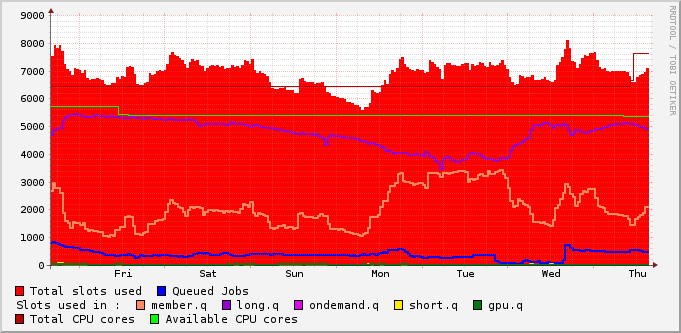 9000
8000
7000
6000
5000
4000
3000
2000
1000
0
Fri Sat Sun Mon Tue Wed Thu
RRDTOOL / TOBI OETIKER
Total slots used Queued Jobs
Slots used in : member.q long.q ondemand.q short.q gpu.q
Total CPU cores Available CPU cores